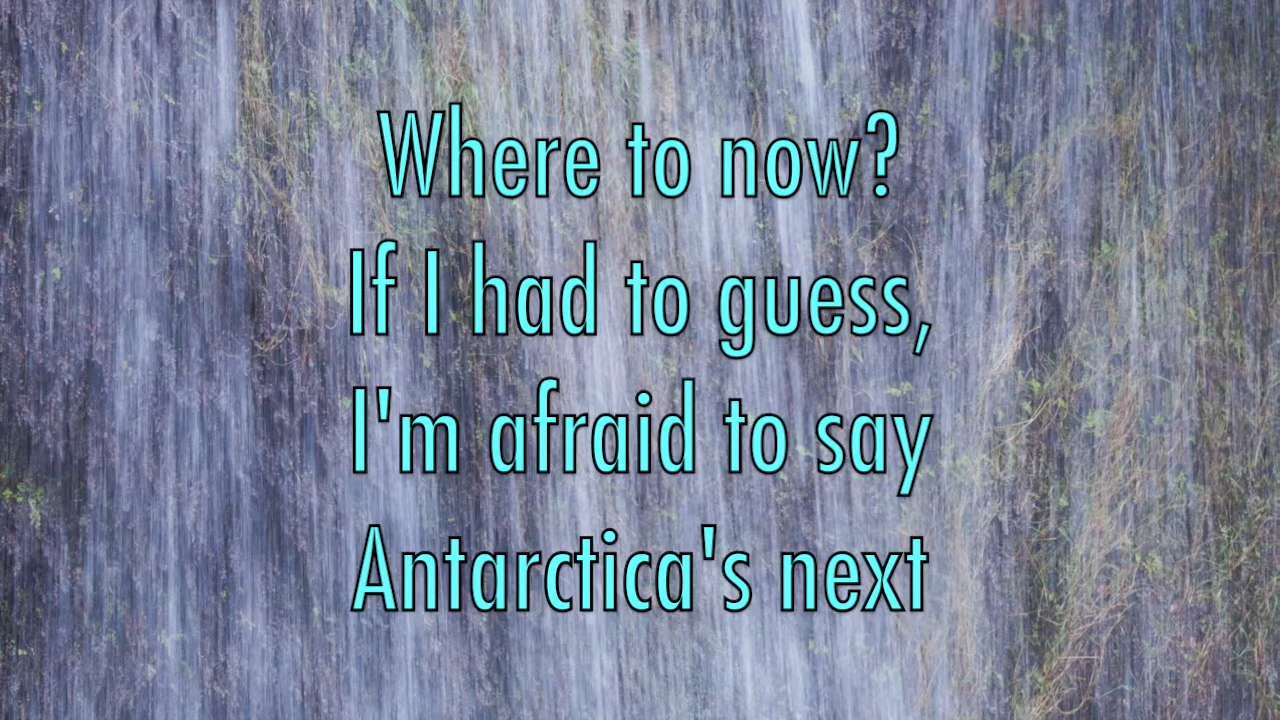 Where to now?
If I had to guess,
I'm afraid to say
Antarctica's next